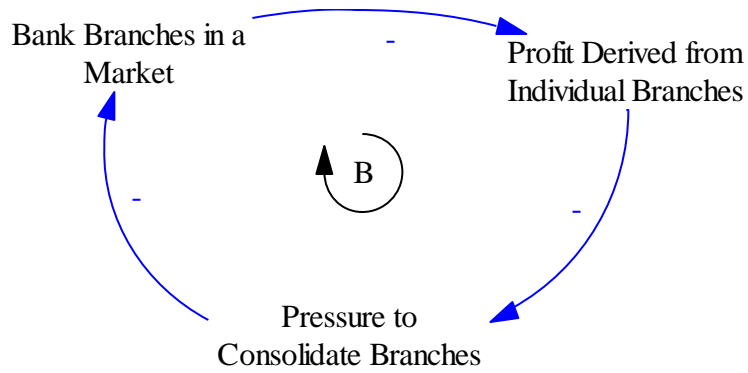 Bank Branches in a
Market
-
Profit Derived from
Individual Branches
B
-
-
Pressure to
Consolidate Branches